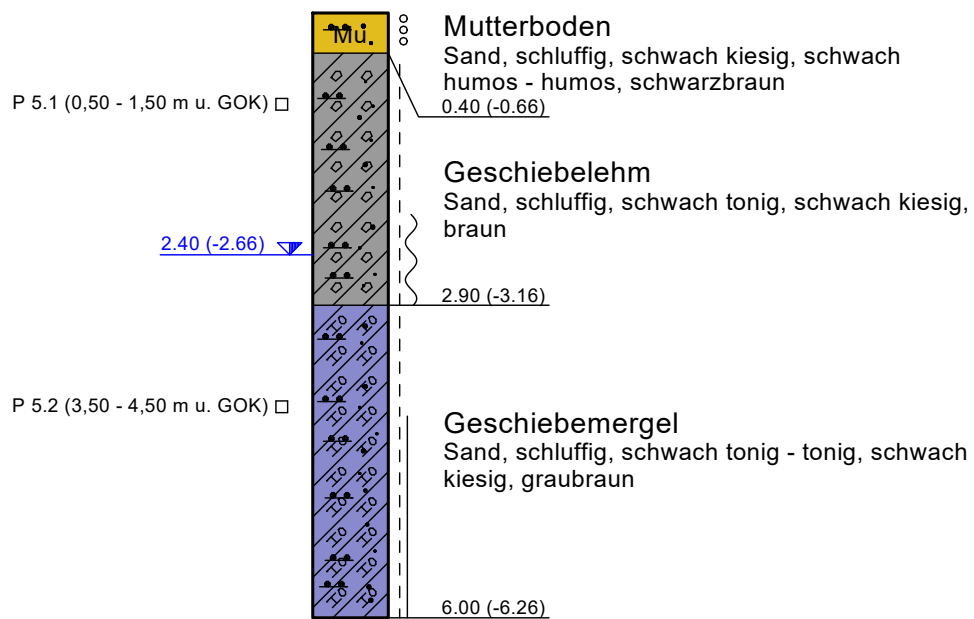 Mu.
Mutterboden
Sand, schluffig, schwach kiesig, schwach
humos - humos, schwarzbraun
0.40 (-0.66)
P 5.1 (0,50 - 1,50 m u. GOK)
Geschiebelehm
Sand, schluffig, schwach tonig, schwach kiesig,
braun
2.40 (-2.66)
2.90 (-3.16)
P 5.2 (3,50 - 4,50 m u. GOK)
Geschiebemergel
Sand, schluffig, schwach tonig - tonig, schwach
kiesig, graubraun
6.00 (-6.26)